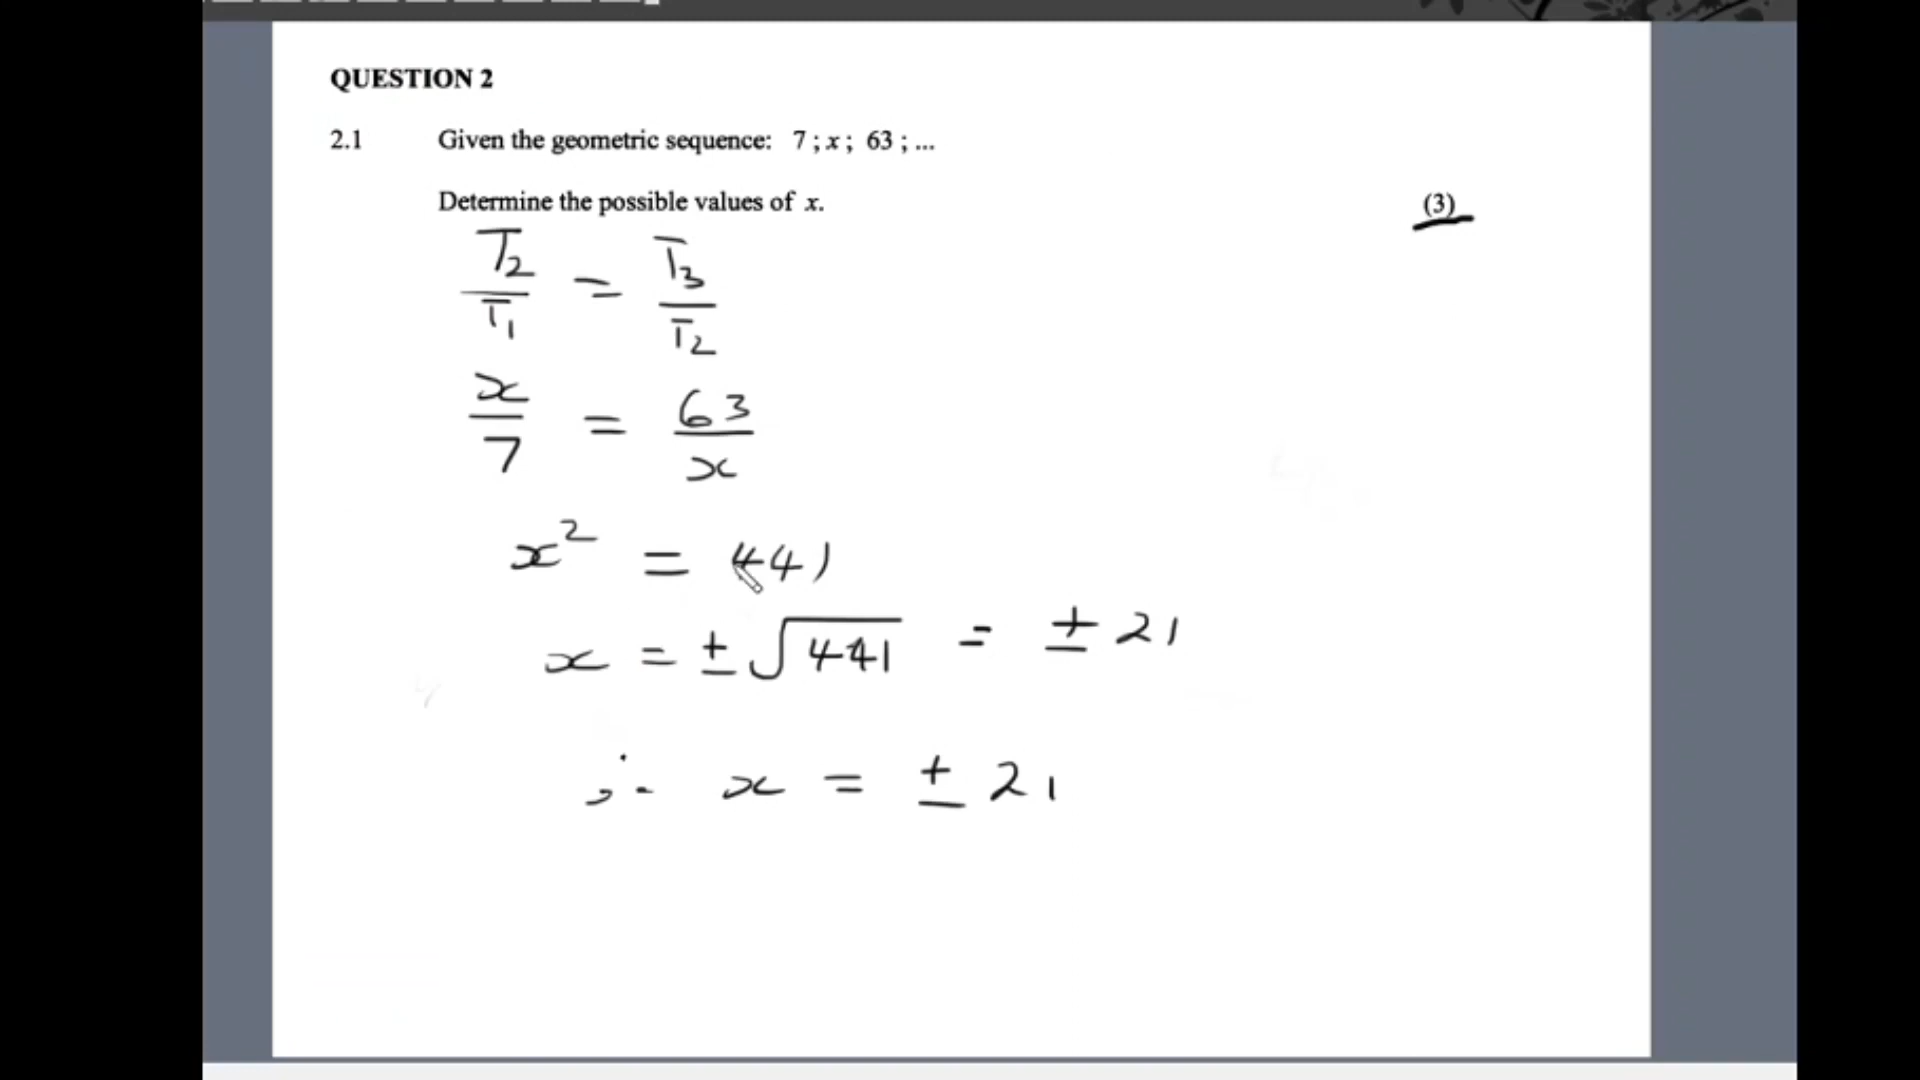 QUESTION 2
2.1 Given the geometric sequence: 7 ; x ; 63 ; ...
Determine the possible values of x. (3)
T₂/T₁ = T₃/T₂
x/7 = 63/x
x² = 441
x = ±√441 = ± 21
∴ x = ± 21